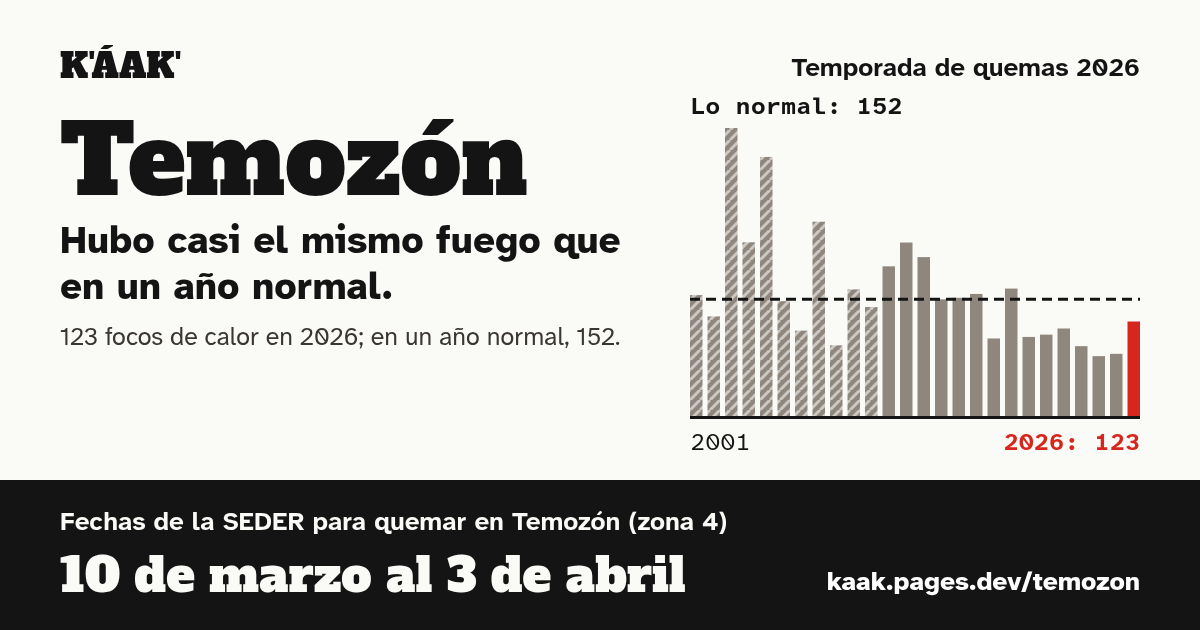 K'ÁAK'
Temozón
Hubo casi el mismo fuego que
en un año normal.
123 focos de calor en 2026; en un año normal, 152.
Temporada de quemas 2026
Lo normal: 152
2001
2026: 123
Fechas de la SEDER para quemar en Temozón (zona 4)
10 de marzo al 3 de abril
kaak.pages.dev/temozon